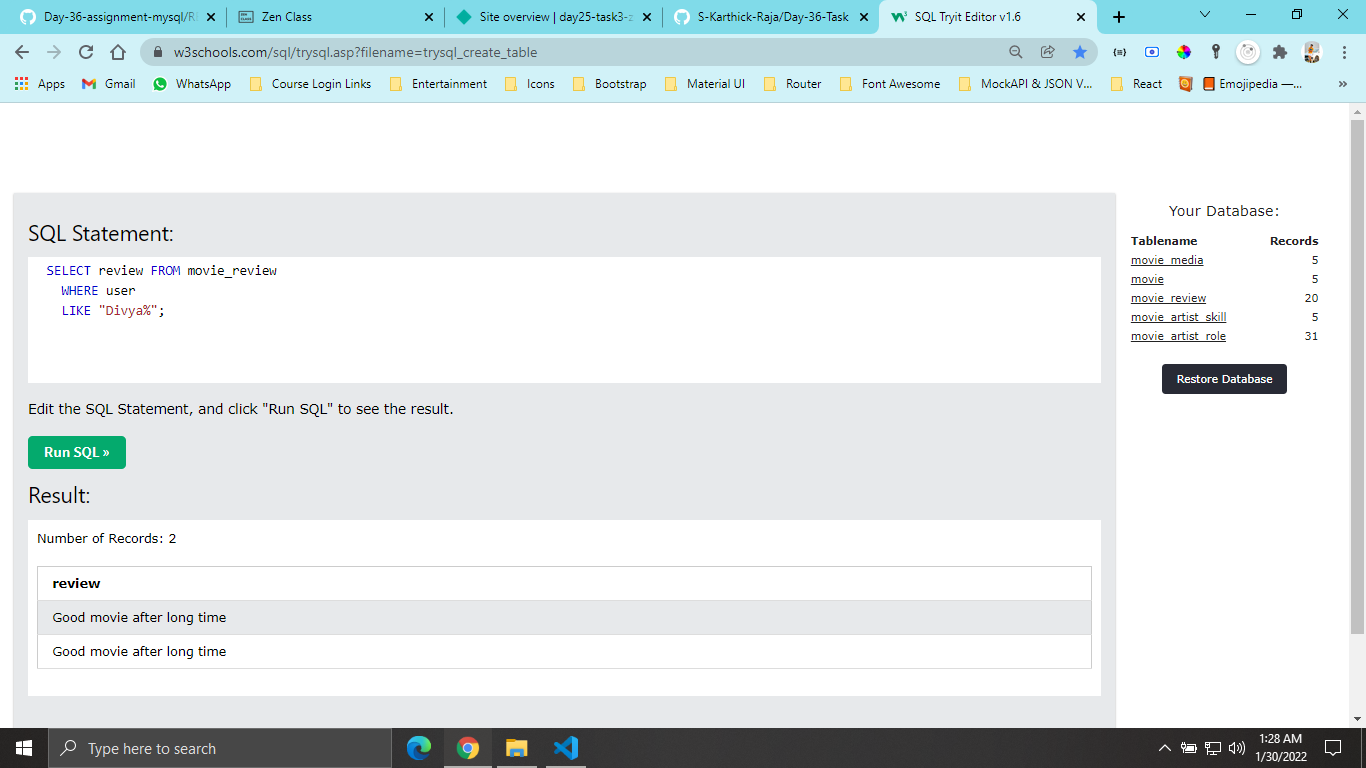 Day-36-assignment-mysql/RE
Zen Class
Site overview | day25-task3-z
S-Karthick-Raja/Day-36-Task
SQL Tryit Editor v1.6
w3schools.com/sql/trysql.asp?filename=trysql_create_table
Apps
Gmail
WhatsApp
Course Login Links
Entertainment
Icons
Bootstrap
Material UI
Router
Font Awesome
MockAPI & JSON V...
React
Emojipedia —...
»
SQL Statement:
SELECT review FROM movie_review
WHERE user
LIKE "Divya%";
Edit the SQL Statement, and click "Run SQL" to see the result.
Run SQL »
Result:
Number of Records: 2
review
Good movie after long time
Good movie after long time
Your Database:
Tablename Records
movie_media 5
movie 5
movie_review 20
movie_artist_skill 5
movie_artist_role 31
Restore Database
Type here to search
1:28 AM
1/30/2022